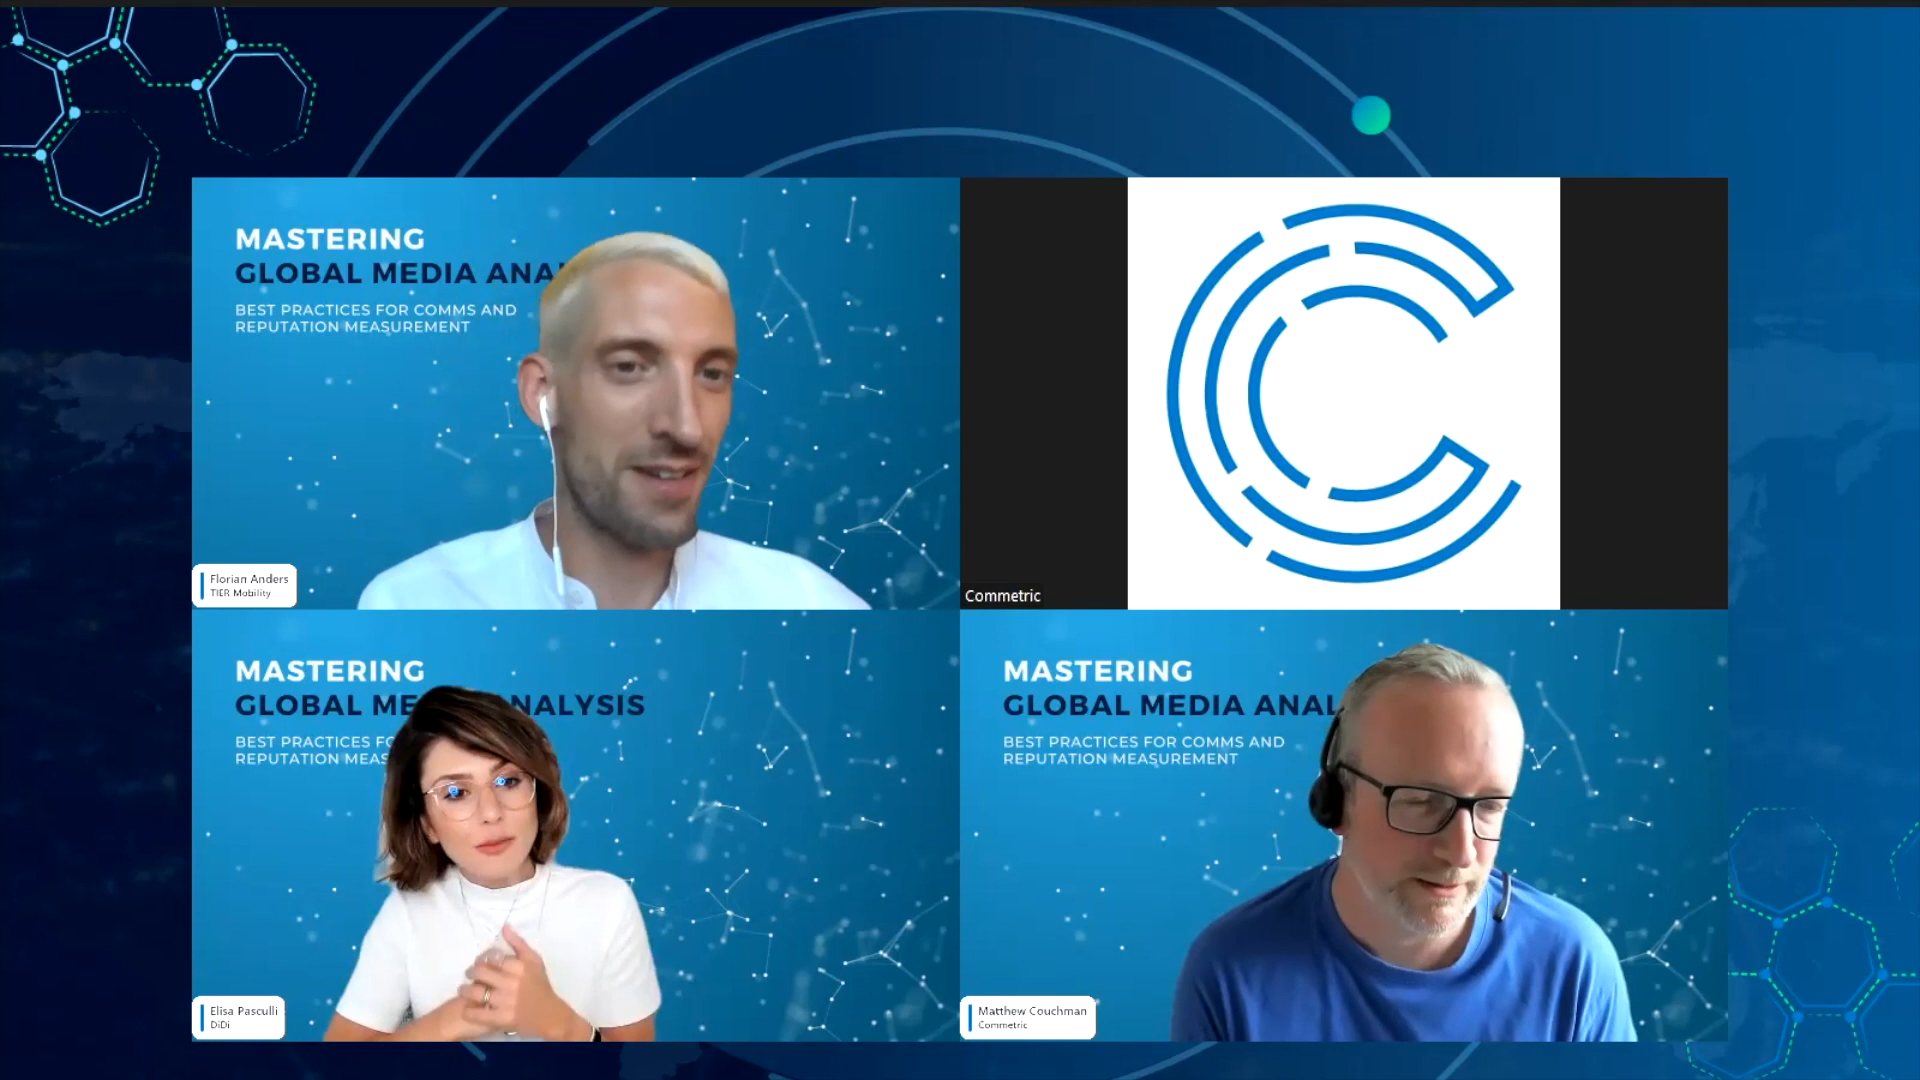 MASTERING
GLOBAL MEDIA ANA
BEST PRACTICES FOR COMMS AND
REPUTATION MEASUREMENT
Florian Anders
TIER Mobility
Commetric
MASTERING
GLOBAL ME NALYSIS
BEST PRACTICES FO
REPUTATION MEAS
Elisa Pasculli
DiDi
MASTERING
GLOBAL MEDIA ANAL
BEST PRACTICES FOR COMMS AND
REPUTATION MEASUREMENT
Matthew Couchman
Commetric